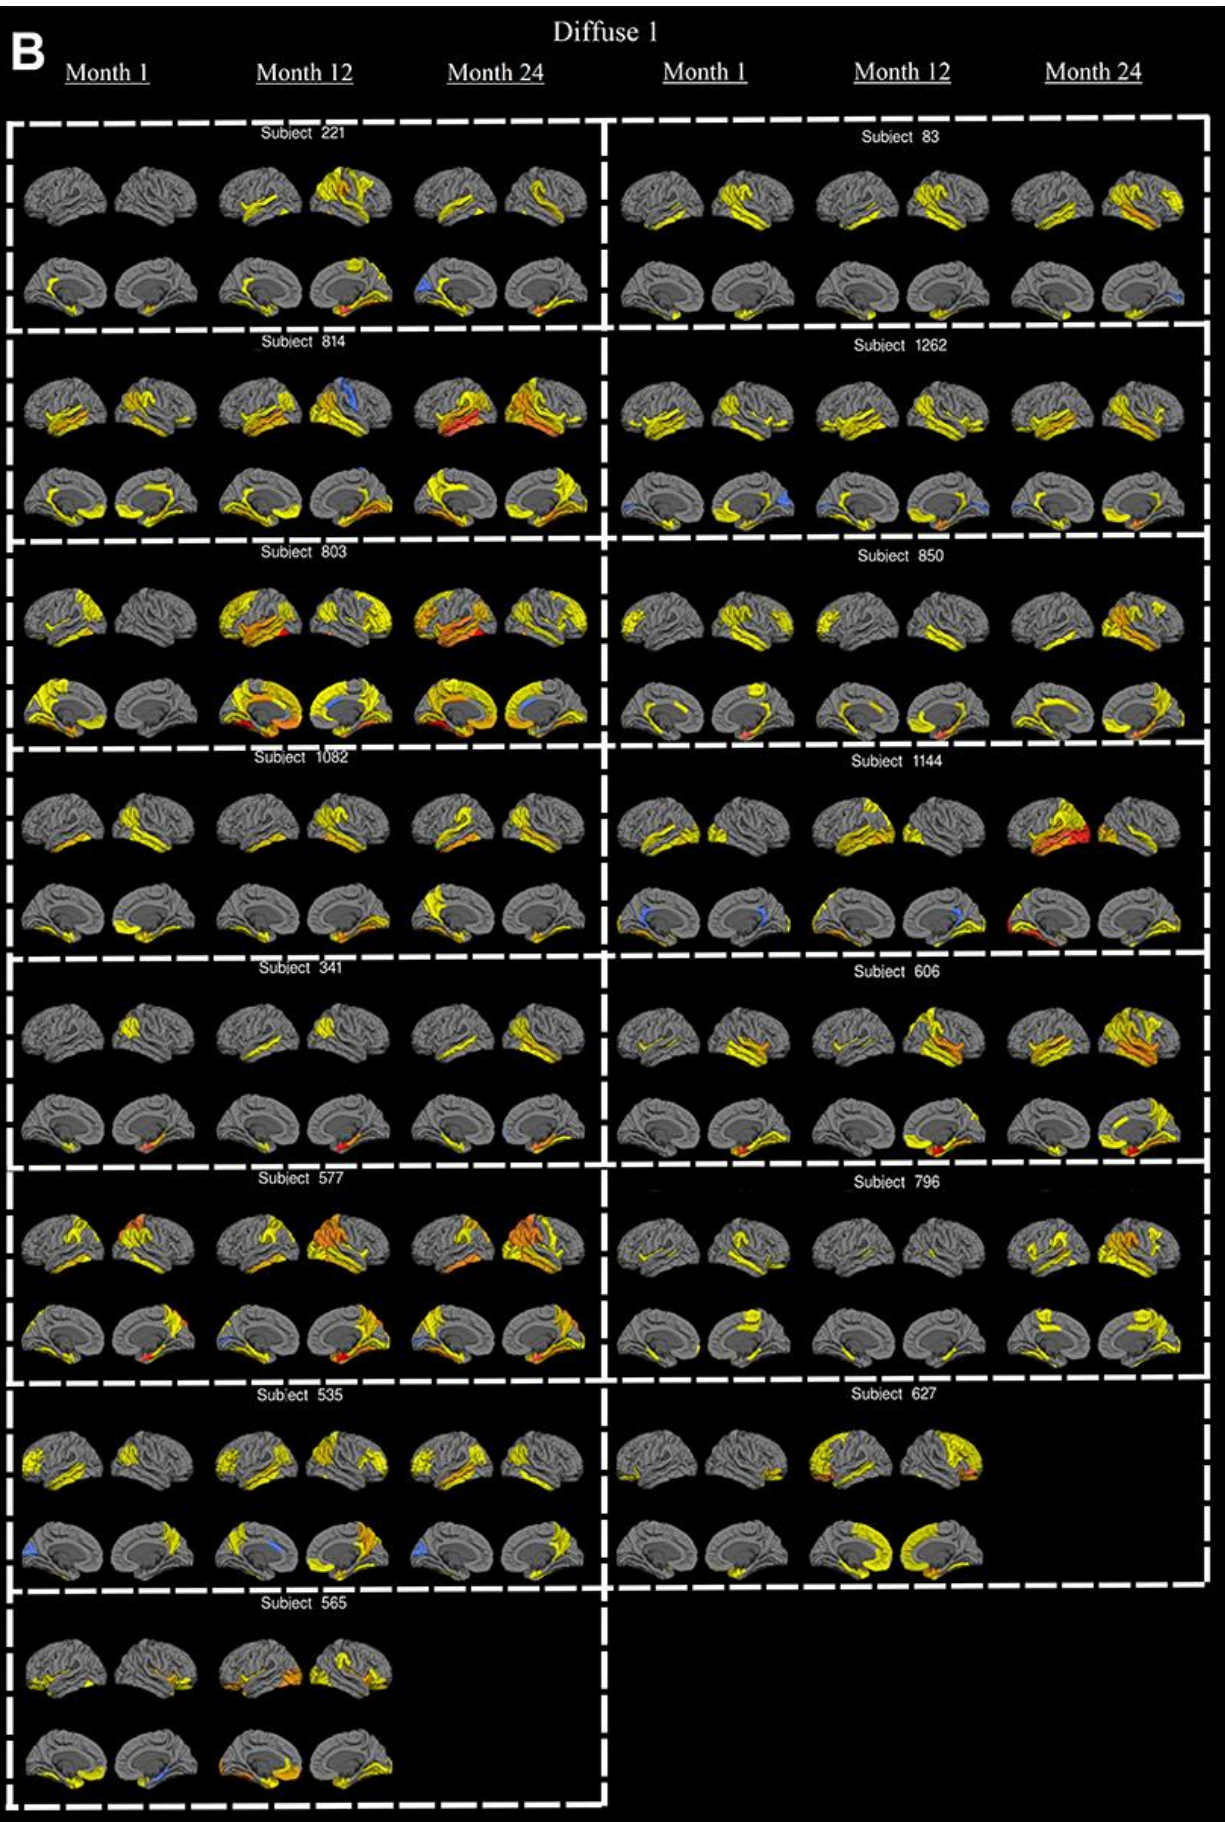 B
Diffuse 1
Month 1 Month 12 Month 24 Month 1 Month 12 Month 24
Subject 221 Subject 83
Subject 814 Subject 1262
Subject 803 Subject 850
Subject 1082 Subject 1144
Subject 341 Subject 606
Subject 577 Subject 796
Subject 535 Subject 627
Subject 565